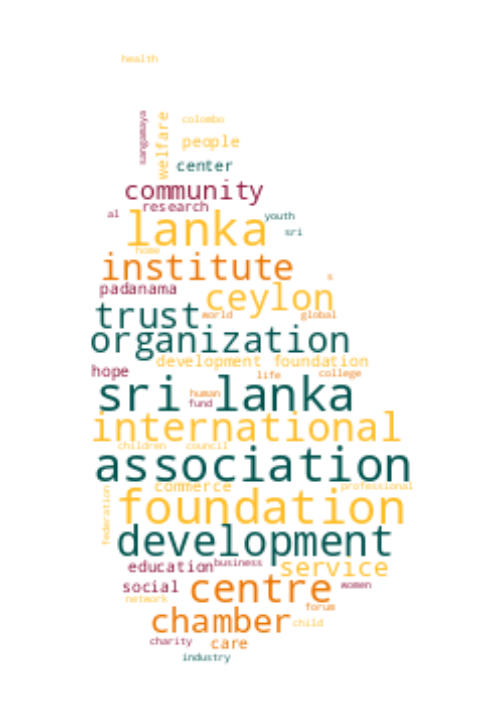 health
sangamaya
welfare
colombo
people
center
community
research
al
lanka
youth
sri
home
institute
s
padanama
ceylon
trust
world
global
organization
development foundation
hope
life
college
sri lanka
human
fund
international
children
council
association
commerce
professional
federation
foundation
development
education
business
service
social
centre
women
network
forum
chamber
child
charity
care
industry